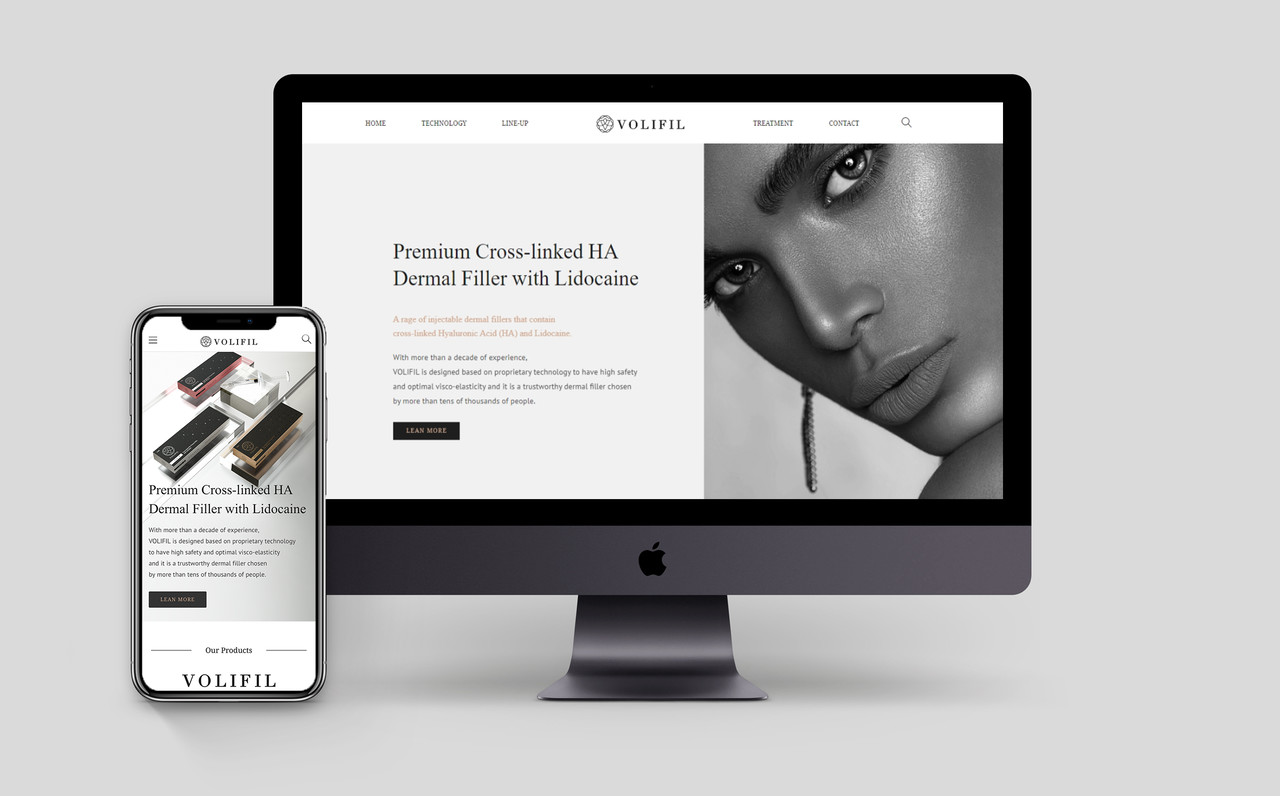 HOME
TECHNOLOGY
LINE-UP
VOLIFIL
TREATMENT
CONTACT
Premium Cross-linked HA
Dermal Filler with Lidocaine
A rage of injectable dermal fillers that contain
cross-linked Hyaluronic Acid (HA) and Lidocaine.
With more than a decade of experience,
VOLIFIL is designed based on proprietary technology to have high safety
and optimal visco-elasticity and it is a trustworthy dermal filler chosen
by more than tens of thousands of people.
LEAN MORE
VOLIFIL
Premium Cross-linked HA
Dermal Filler with Lidocaine
With more than a decade of experience,
VOLIFIL is designed based on proprietary technology
to have high safety and optimal visco-elasticity
and it is a trustworthy dermal filler chosen
by more than tens of thousands of people.
LEAN MORE
Our Products
VOLIFIL